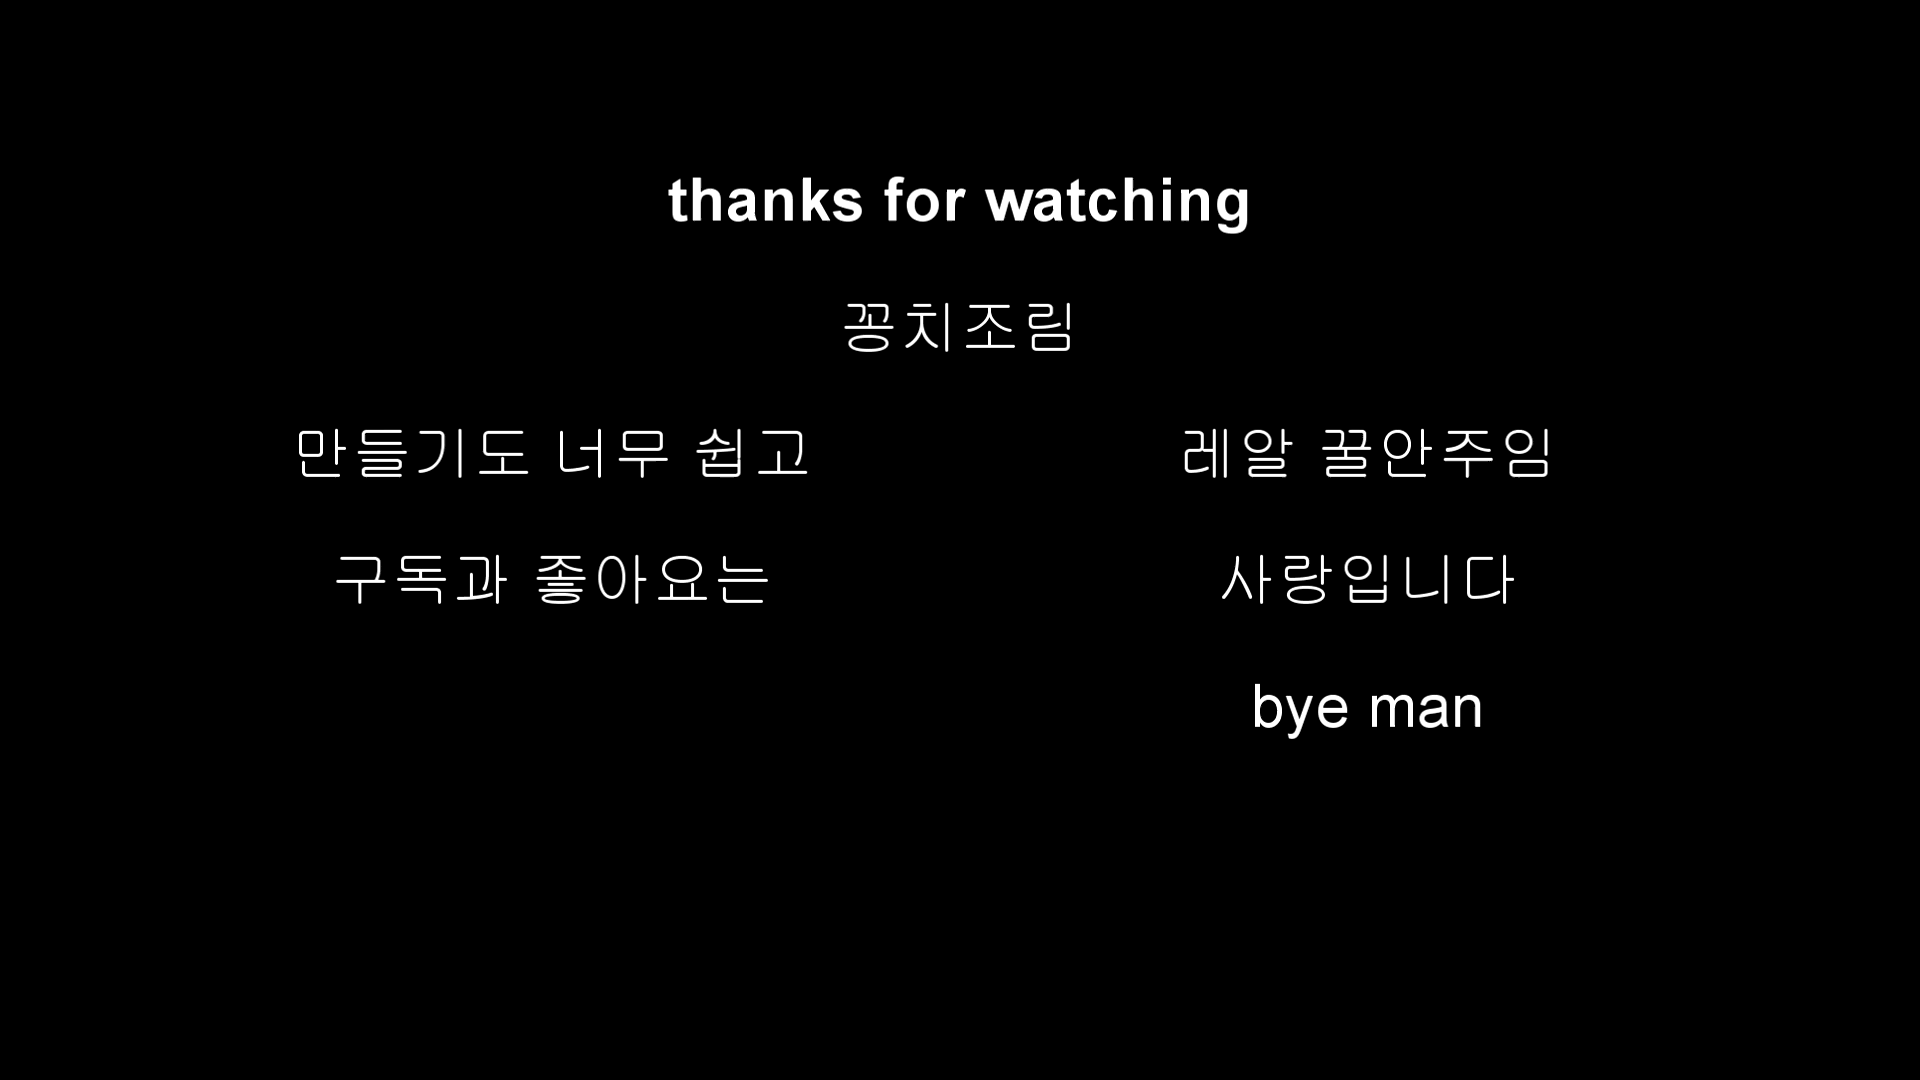 thanks for watching
꽁치조림
만들기도 너무 쉽고 레알 꿀안주임
구독과 좋아요는 사랑입니다
bye man